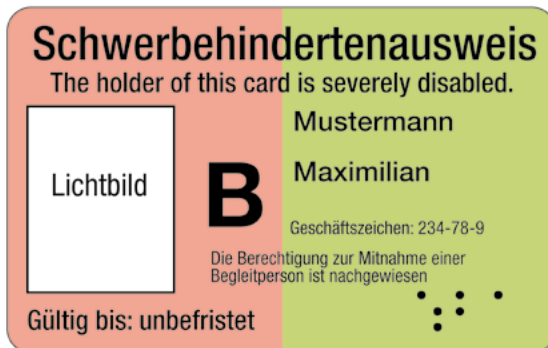 Schwerbehindertenausweis
The holder of this card is severely disabled.
Lichtbild
B
Mustermann
Maximilian
Geschäftszeichen: 234-78-9
Die Berechtigung zur Mitnahme einer
Begleitperson ist nachgewiesen
Gültig bis: unbefristet